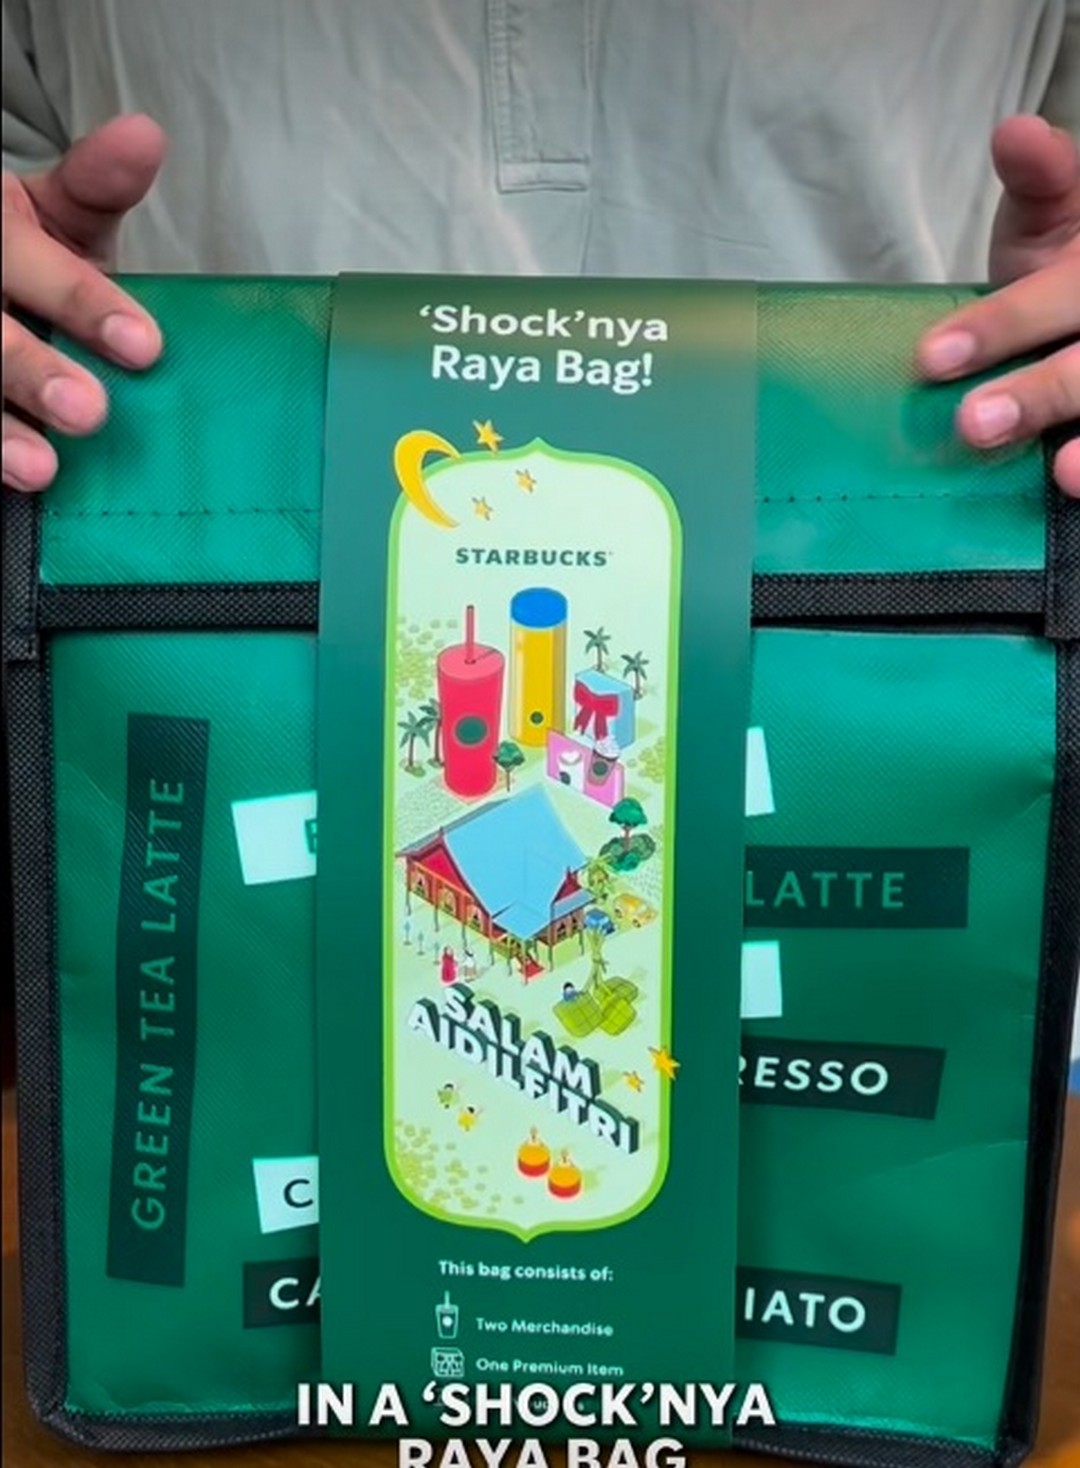 'Shock'nya
Raya Bag!
STARBUCKS
SALAM
AIDILFITRI
This bag consists of:
Two Merchandise
One Premium Item
GREEN TEA LATTE
C
CA
LATTE
RESSO
IATO
IN A 'SHOCK'NYA
RAYA BAG